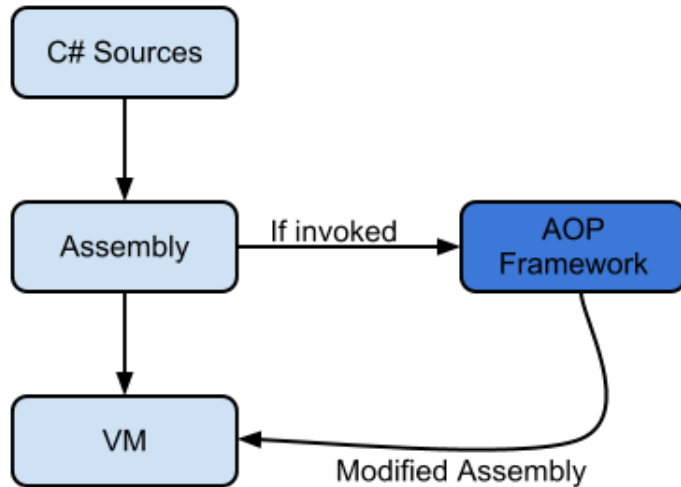 C# Sources
Assembly
If invoked
AOP
Framework
VM
Modified Assembly